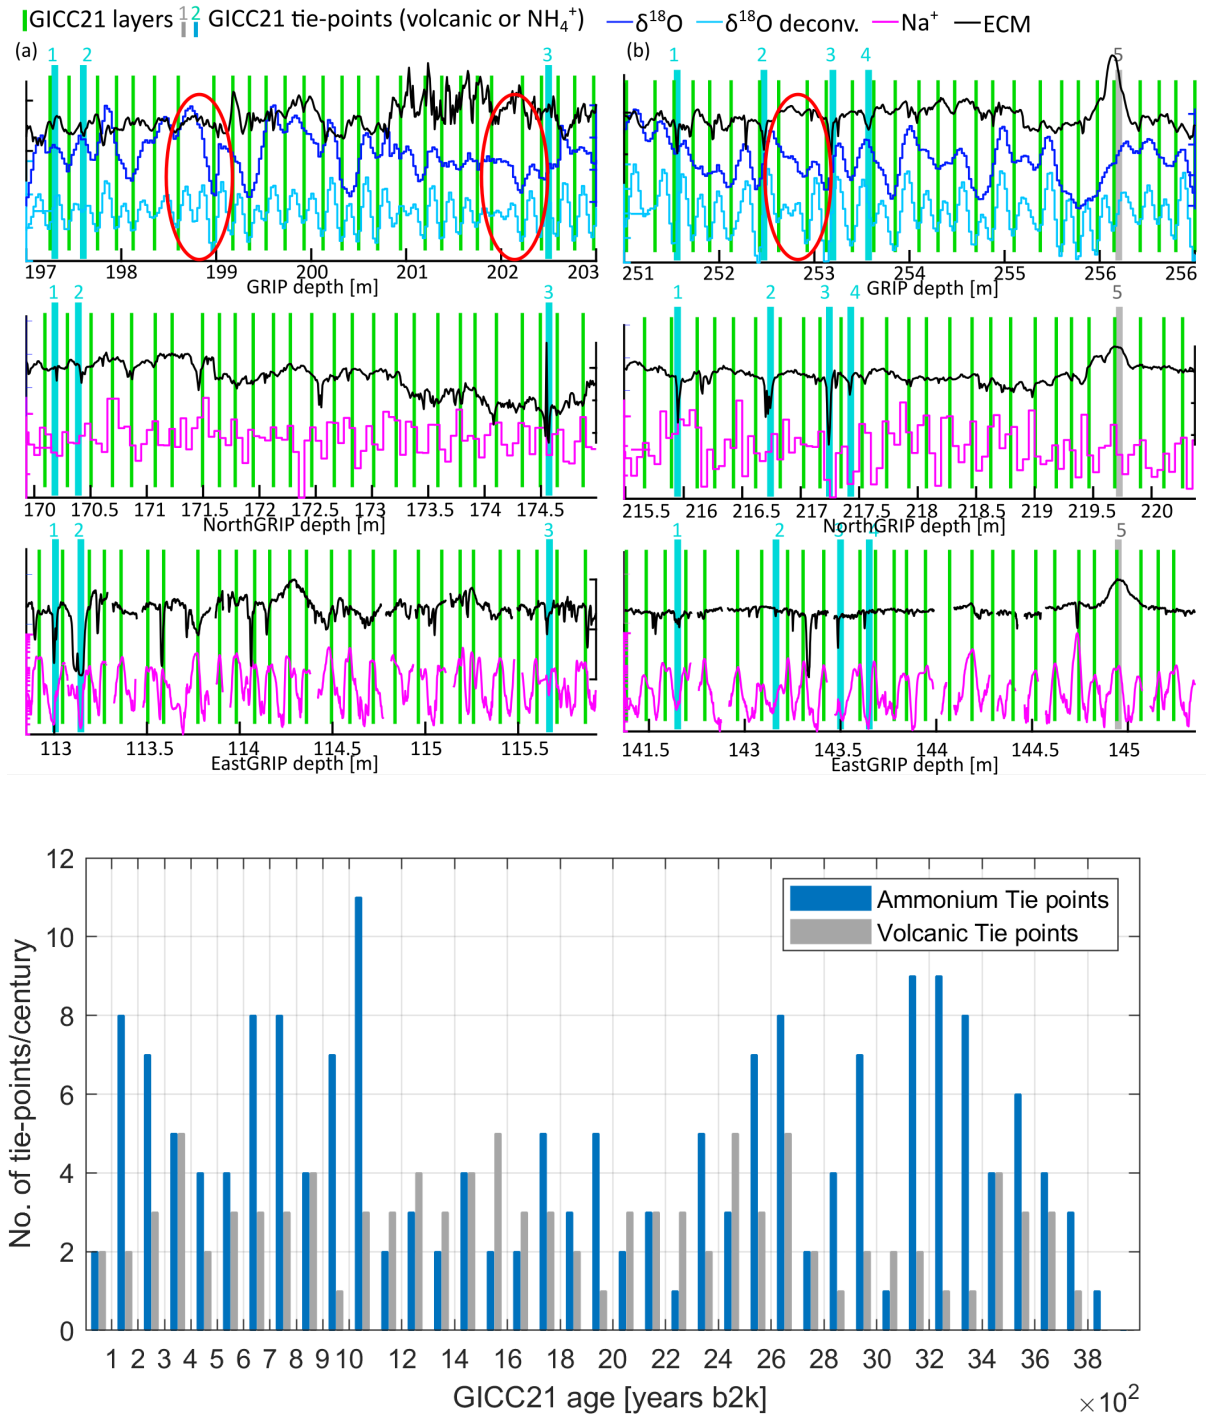 GICC21 layers 1 2 GICC21 tie-points (volcanic or NH₄⁺) δ¹⁸O δ¹⁸O deconv. Na⁺ ECM
(a) 1 2 3 (b) 1 2 3 4 5
197 198 199 200 201 202 203 251 252 253 254 255 256 256
GRIP depth [m] GRIP depth [m]
1 2 3 1 2 3 4 5
170 170.5 171 171.5 172 172.5 173 173.5 174 174.5 215.5 216 216.5 217 217.5 218 218.5 219 219.5 220
NorthGRIP depth [m] NorthGRIP depth [m]
1 2 3 1 2 3 4 5
113 113.5 114 114.5 115 115.5 141.5 143 143.5 144 144.5 145
EastGRIP depth [m] EastGRIP depth [m]
12
10
8
6
4
2
0
No. of tie-points/century
Ammonium Tie points
Volcanic Tie points
1 2 3 4 5 6 7 8 9 10 12 14 16 18 20 22 24 26 28 30 32 34 36 38
GICC21 age [years b2k]
×10²